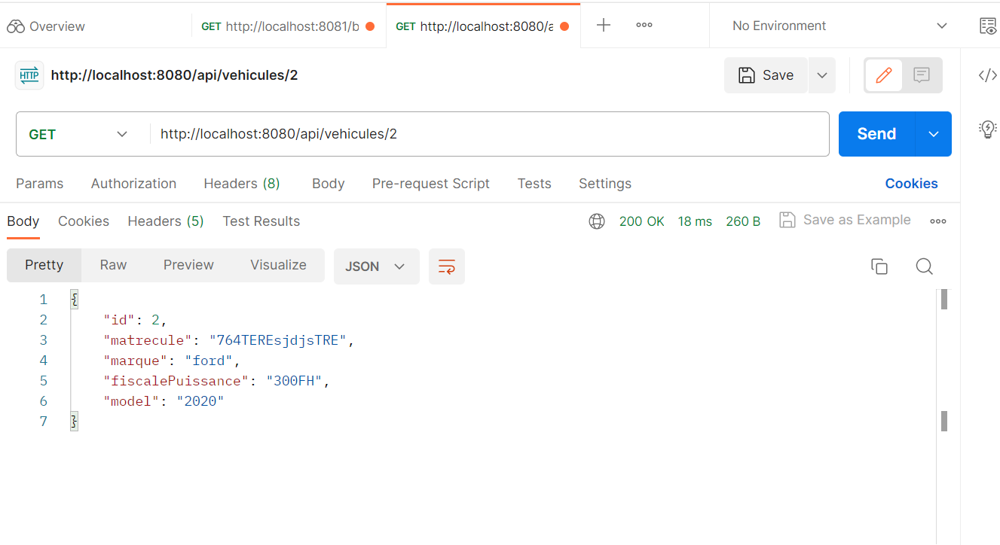 Overview
GET http://localhost:8081/b
GET http://localhost:8080/a
No Environment
HTTP http://localhost:8080/api/vehicules/2
Save
GET http://localhost:8080/api/vehicules/2
Send
Params Authorization Headers (8) Body Pre-request Script Tests Settings Cookies
Body Cookies Headers (5) Test Results 200 OK 18 ms 260 B Save as Example
Pretty Raw Preview Visualize JSON
1 {
2 "id": 2,
3 "matrecule": "764TEREsjdjsTRE",
4 "marque": "ford",
5 "fiscalePuissance": "300FH",
6 "model": "2020"
7 }